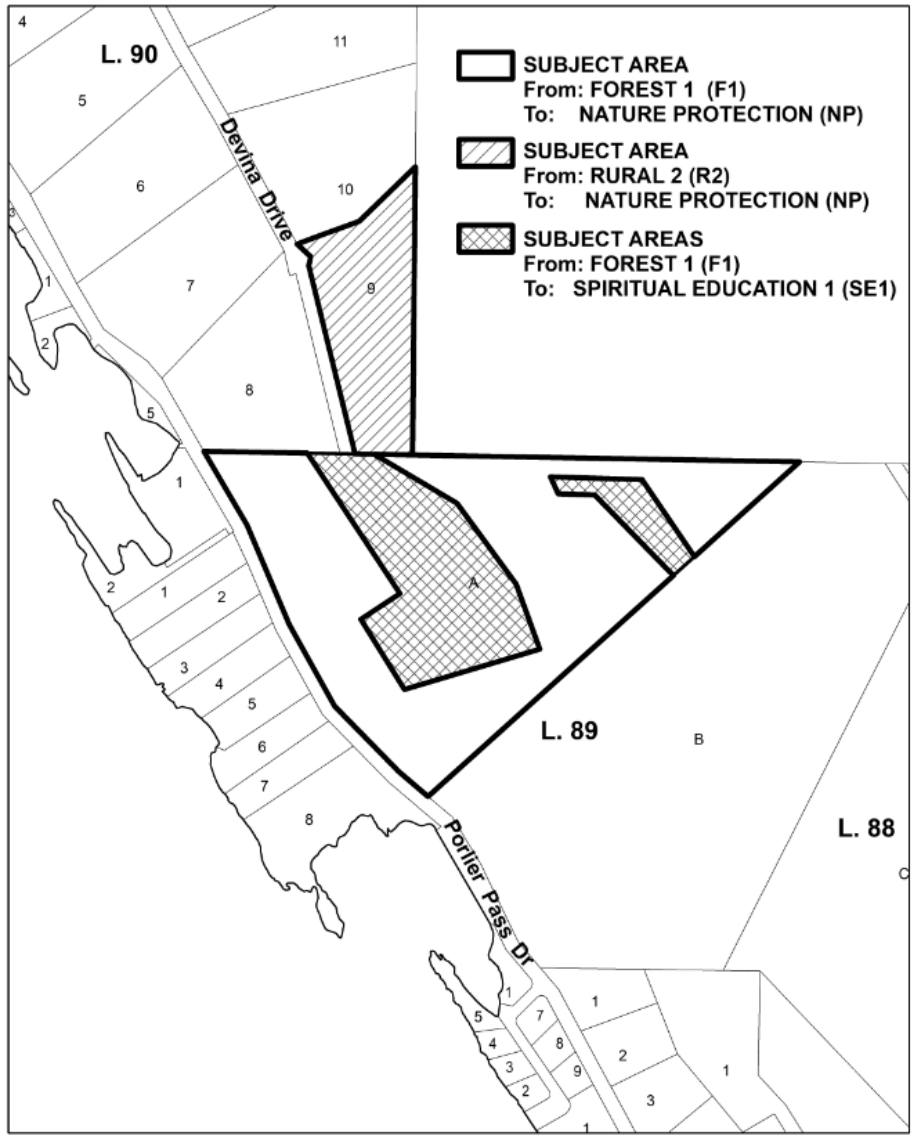 4
L. 90
11
5
6
10
Devina Drive
3
1
7
9
2
8
5
SUBJECT AREA
From: FOREST 1 (F1)
To: NATURE PROTECTION (NP)
SUBJECT AREA
From: RURAL 2 (R2)
To: NATURE PROTECTION (NP)
SUBJECT AREAS
From: FOREST 1 (F1)
To: SPIRITUAL EDUCATION 1 (SE1)
1
2
1
2
A
3
4
5
6
7
8
L. 89
B
L. 88
C
Porlier Pass Dr
1
5
4
3
2
7
8
9
1
1
2
3
1